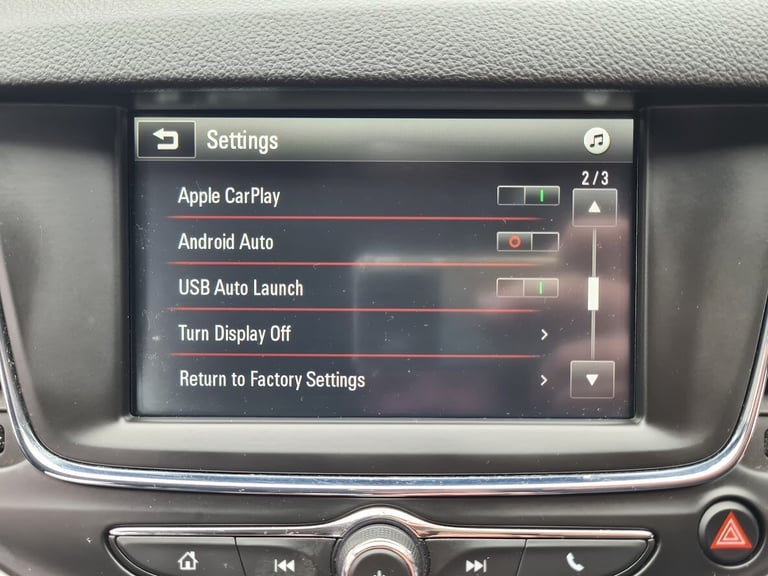 Settings
2/3
Apple CarPlay
Android Auto
USB Auto Launch
Turn Display Off
Return to Factory Settings